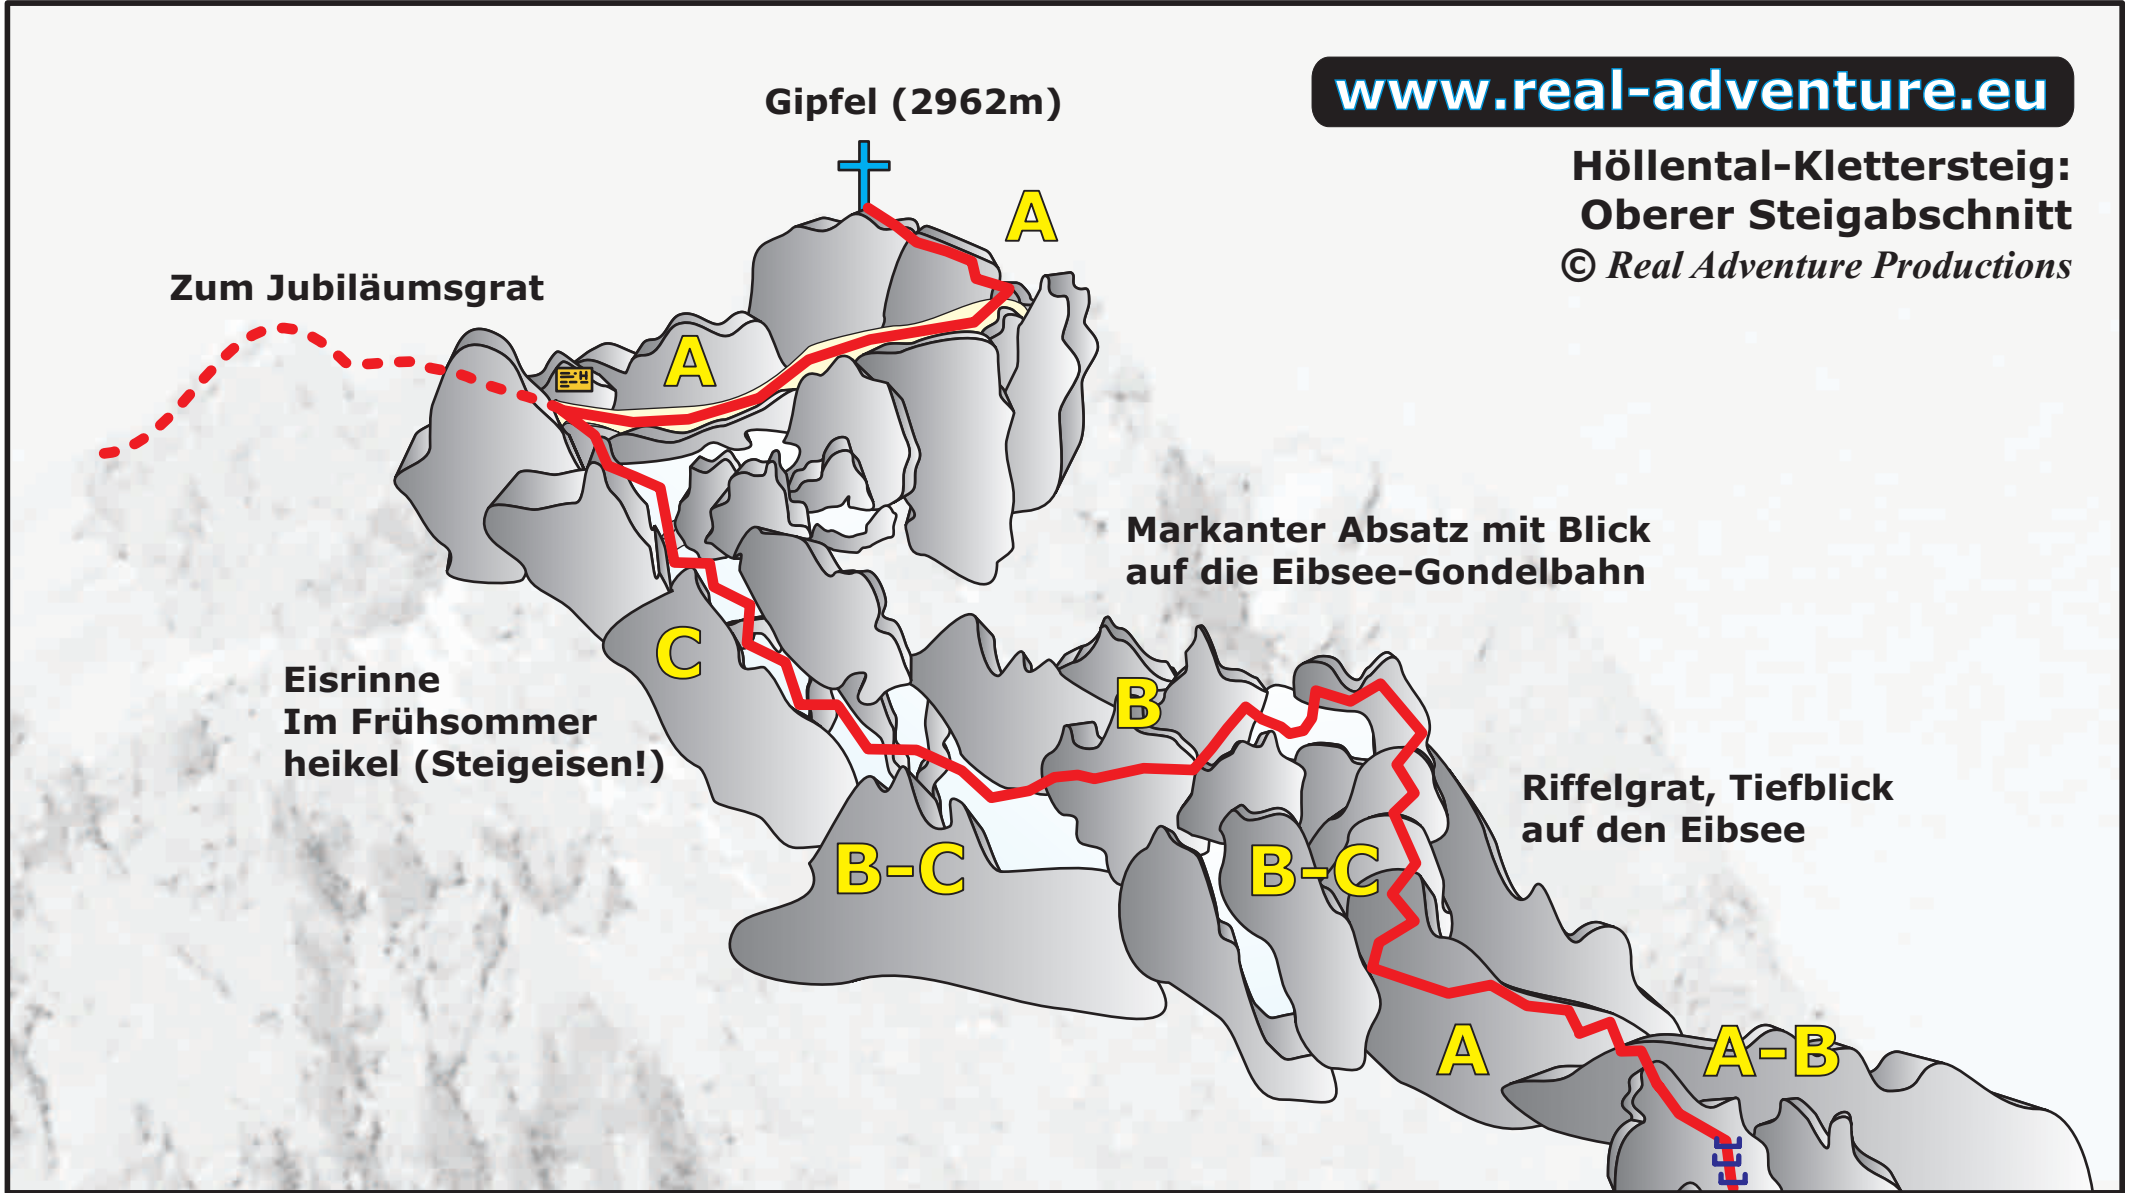 Gipfel (2962m)
www.real-adventure.eu
Höllental-Klettersteig:
Oberer Steigabschnitt
© Real Adventure Productions
A
Zum Jubiläumsgrat
A
H
Markanter Absatz mit Blick
auf die Eibsee-Gondelbahn
C
Eisrinne
Im Frühsommer
heikel (Steigeisen!)
B
Riffelgrat, Tiefblick
auf den Eibsee
B-C
B-C
A
A-B